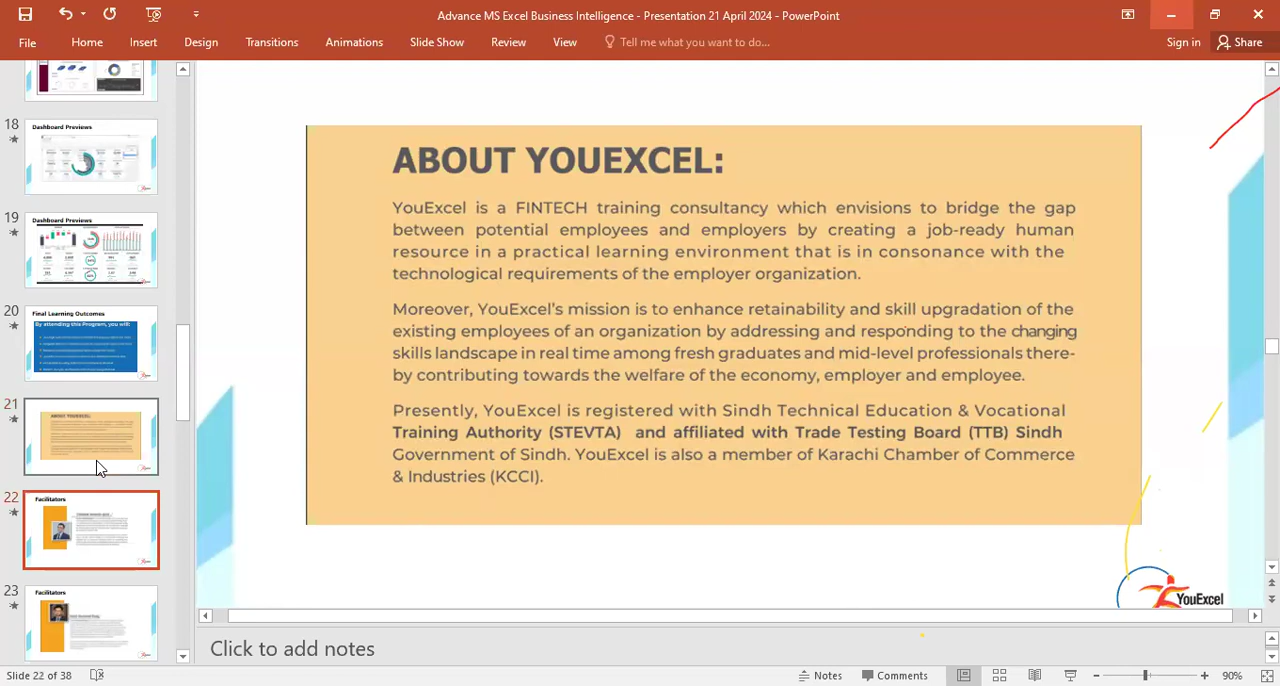 Advance MS Excel Business Intelligence - Presentation 21 April 2024 - PowerPoint
File Home Insert Design Transitions Animations Slide Show Review View Tell me what you want to do... Sign in Share
18
Dashboard Previews
19
Dashboard Previews
20
Final Learning Outcomes
By attending this Program, you will:
21
ABOUT YOUEXCEL:
22
Facilitators
23
Facilitators
ABOUT YOUEXCEL:
YouExcel is a FINTECH training consultancy which envisions to bridge the gap
between potential employees and employers by creating a job-ready human
resource in a practical learning environment that is in consonance with the
technological requirements of the employer organization.
Moreover, YouExcel's mission is to enhance retainability and skill upgradation of the
existing employees of an organization by addressing and responding to the changing
skills landscape in real time among fresh graduates and mid-level professionals there-
by contributing towards the welfare of the economy, employer and employee.
Presently, YouExcel is registered with Sindh Technical Education & Vocational
Training Authority (STEVTA) and affiliated with Trade Testing Board (TTB) Sindh
Government of Sindh. YouExcel is also a member of Karachi Chamber of Commerce
& Industries (KCCI).
YouExcel
Click to add notes
Slide 22 of 38 Notes Comments 90%